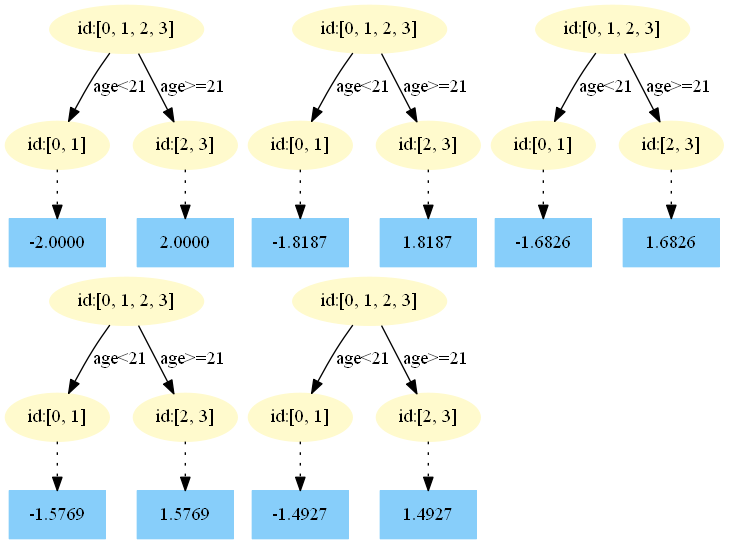 id:[0, 1, 2, 3] id:[0, 1, 2, 3] id:[0, 1, 2, 3]
age<21 age>=21 age<21 age>=21 age<21 age>=21
id:[0, 1] id:[2, 3] id:[0, 1] id:[2, 3] id:[0, 1] id:[2, 3]
-2.0000 2.0000 -1.8187 1.8187 -1.6826 1.6826
id:[0, 1, 2, 3] id:[0, 1, 2, 3]
age<21 age>=21 age<21 age>=21
id:[0, 1] id:[2, 3] id:[0, 1] id:[2, 3]
-1.5769 1.5769 -1.4927 1.4927